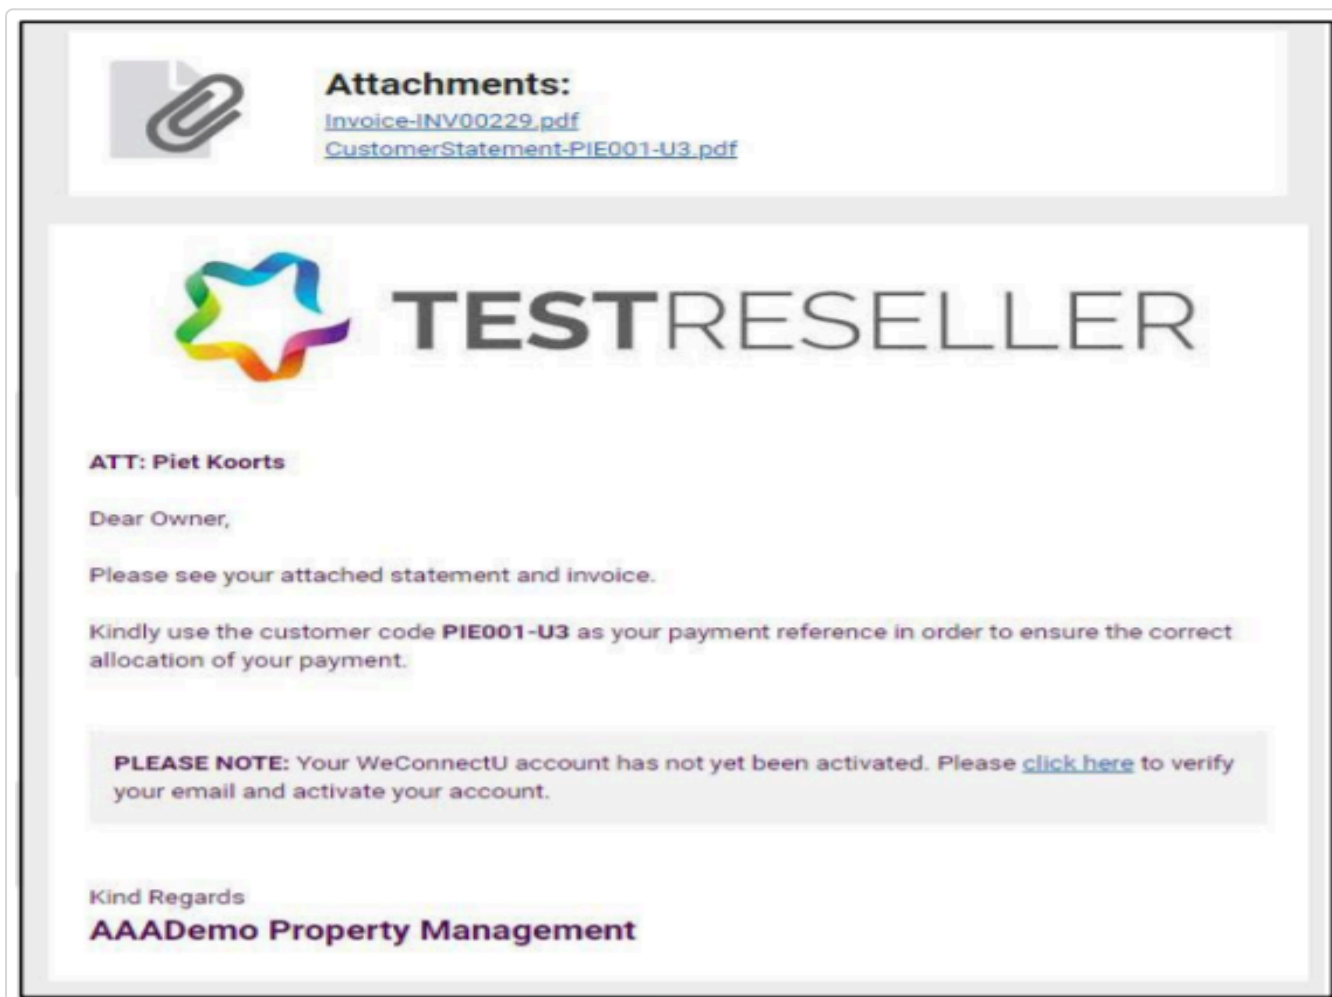 Attachments:
Invoice-INV00229.pdf
CustomerStatement-PIE001-U3.pdf
TESTRESELLER
ATT: Piet Koorts
Dear Owner,
Please see your attached statement and invoice.
Kindly use the customer code PIE001-U3 as your payment reference in order to ensure the correct
allocation of your payment.
PLEASE NOTE: Your WeConnectU account has not yet been activated. Please click here to verify
your email and activate your account.
Kind Regards
AAADemo Property Management